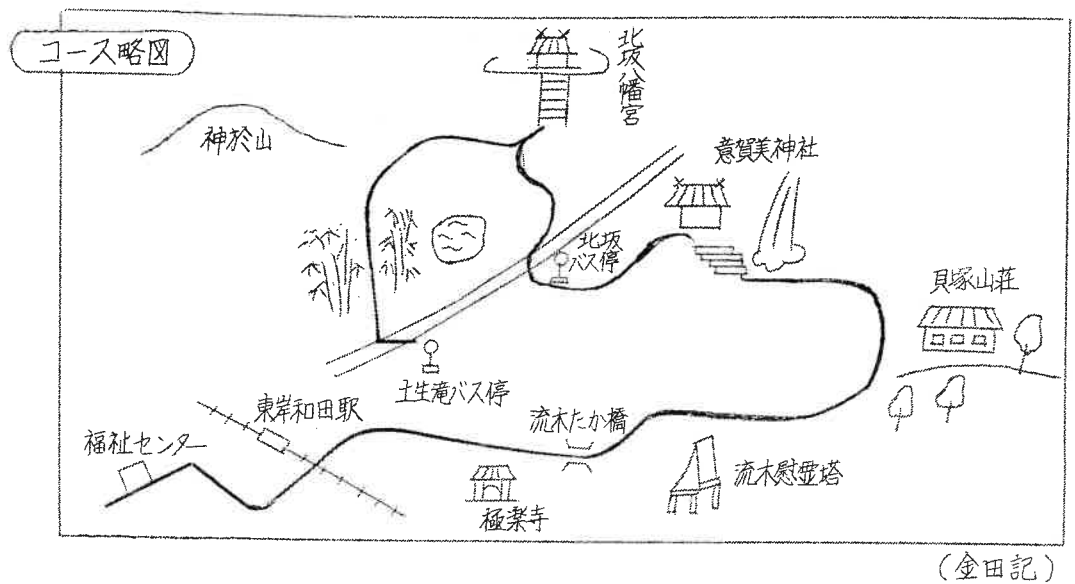 コース略図
北坂八幡宮
神於山
意賀美神社
北坂
バス停
貝塚山荘
土生滝バス停
東岸和田駅
流木たか橋
福祉センター
流木慰霊塔
極楽寺
(金田記)